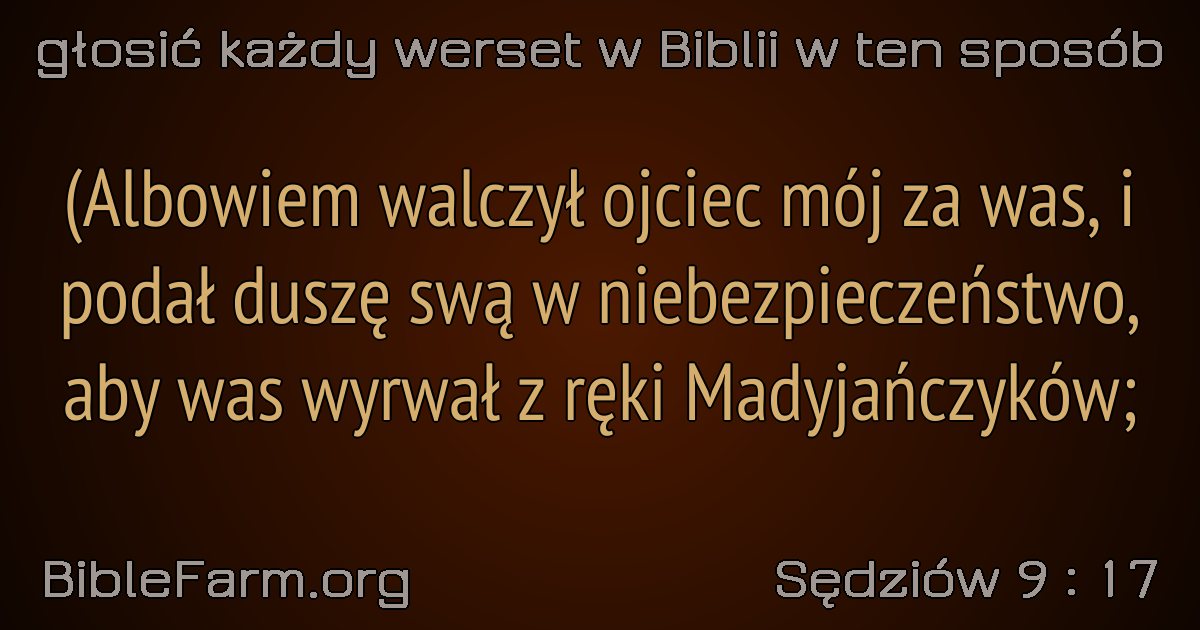 głosić każdy werset w Biblii w ten sposób
(Albowiem walczył ojciec mój za was, i
podał duszę swą w niebezpieczeństwo,
aby was wyrwał z ręki Madyjańczyków;
BibleFarm.org
Sędziów 9 : 17